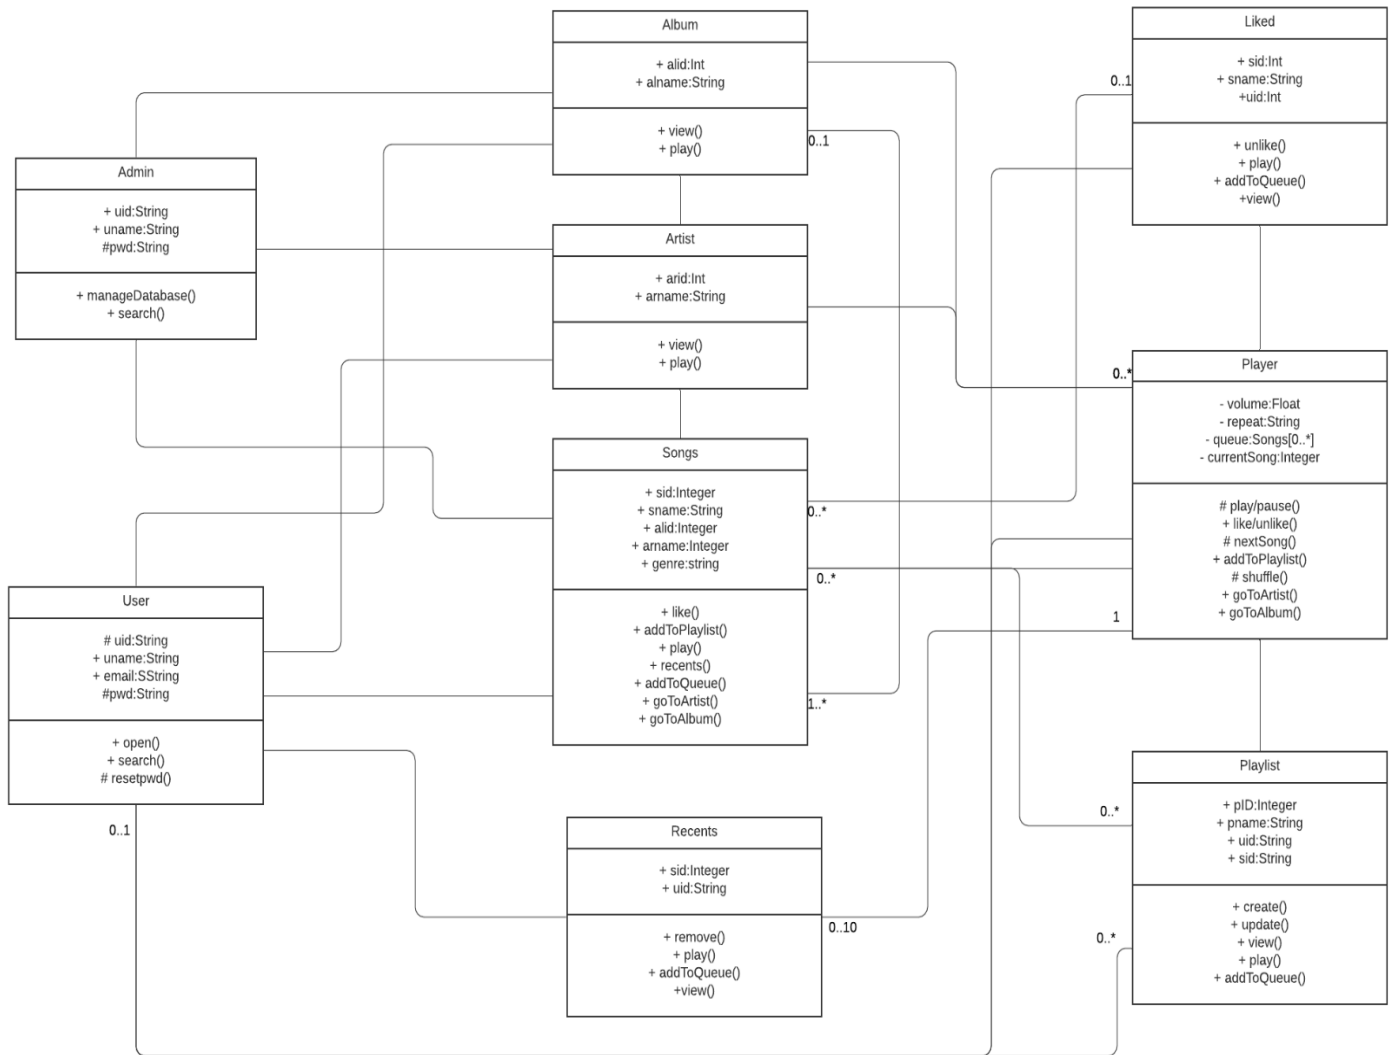 Album
+ alid:Int
+ alname:String
+ view()
+ play()
0..1
Liked
+ sid:Int
+ sname:String
+uid:Int
+ unlike()
+ play()
+ addToQueue()
+view()
0..1
Admin
+ uid:String
+ uname:String
#pwd:String
+ manageDatabase()
+ search()
Artist
+ arid:Int
+ arname:String
+ view()
+ play()
Player
- volume:Float
- repeat:String
- queue:Songs[0..*]
- currentSong:Integer
# play/pause()
+ like/unlike()
# nextSong()
+ addToPlaylist()
# shuffle()
+ goToArtist()
+ goToAlbum()
0..*
1
Songs
+ sid:Integer
+ sname:String
+ alid:Integer
+ arname:Integer
+ genre:string
+ like()
+ addToPlaylist()
+ play()
+ recents()
+ addToQueue()
+ goToArtist()
+ goToAlbum()
0..*
0..*
1..*
User
# uid:String
+ uname:String
+ email:SString
#pwd:String
+ open()
+ search()
# resetpwd()
0..1
Recents
+ sid:Integer
+ uid:String
+ remove()
+ play()
+ addToQueue()
+view()
0..10
Playlist
+ pID:Integer
+ pname:String
+ uid:String
+ sid:String
+ create()
+ update()
+ view()
+ play()
+ addToQueue()
0..*
0..*